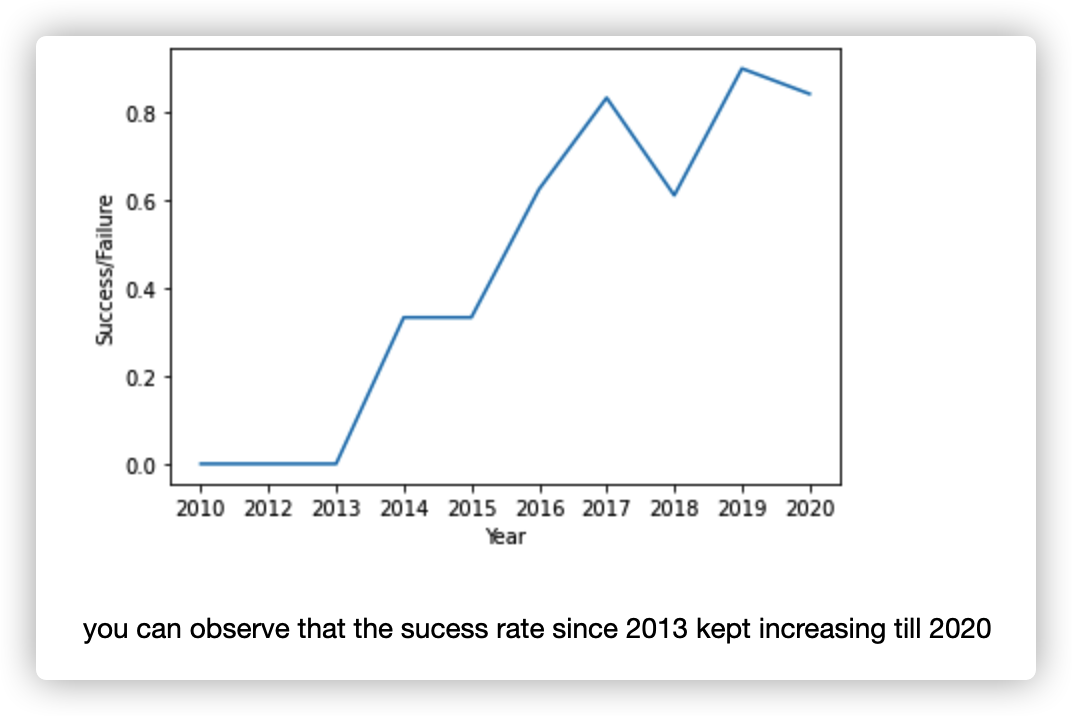 0.8
0.6
0.4
0.2
0.0
Success/Failure
2010 2012 2013 2014 2015 2016 2017 2018 2019 2020
Year
you can observe that the sucess rate since 2013 kept increasing till 2020